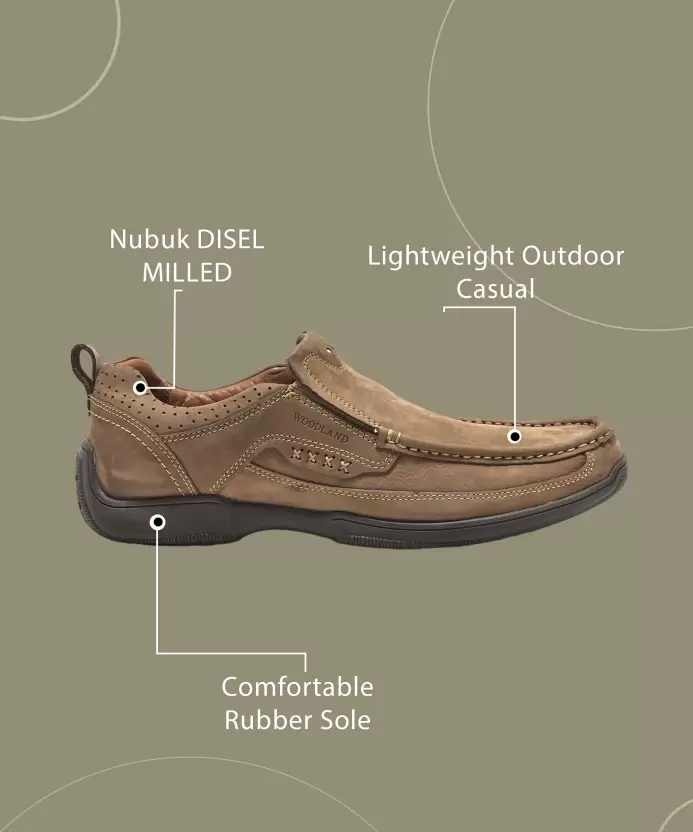 Nubuk DISEL
MILLED
Lightweight Outdoor
Casual
WOODLAND
Comfortable
Rubber Sole